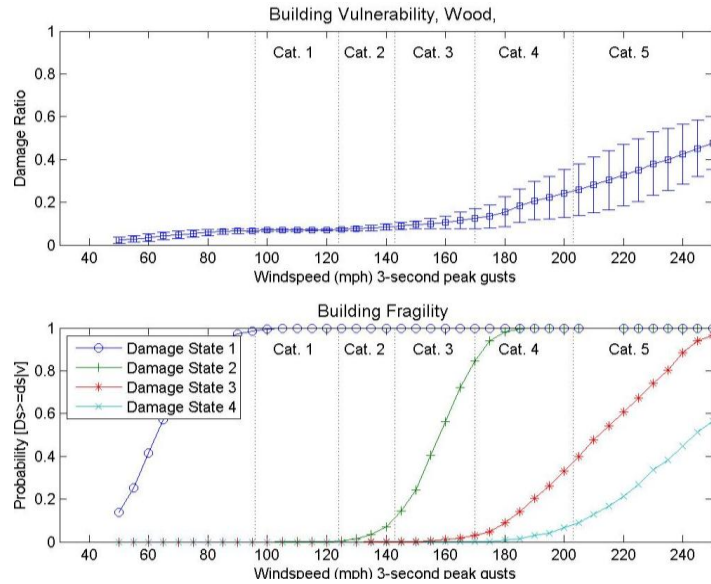 Building Vulnerability, Wood,
1
0.8
0.6
0.4
0.2
0
Damage Ratio
Cat. 1 Cat. 2 Cat. 3 Cat. 4 Cat. 5
40 60 80 100 120 140 160 180 200 220 240
Windspeed (mph) 3-second peak gusts
Building Fragility
1
0.8
0.6
0.4
0.2
0
Probability [Ds>=ds|v]
Damage State 1
Damage State 2
Damage State 3
Damage State 4
Cat. 1 Cat. 2 Cat. 3 Cat. 4 Cat. 5
40 60 80 100 120 140 160 180 200 220 240
Windspeed (mph) 3-second peak gusts